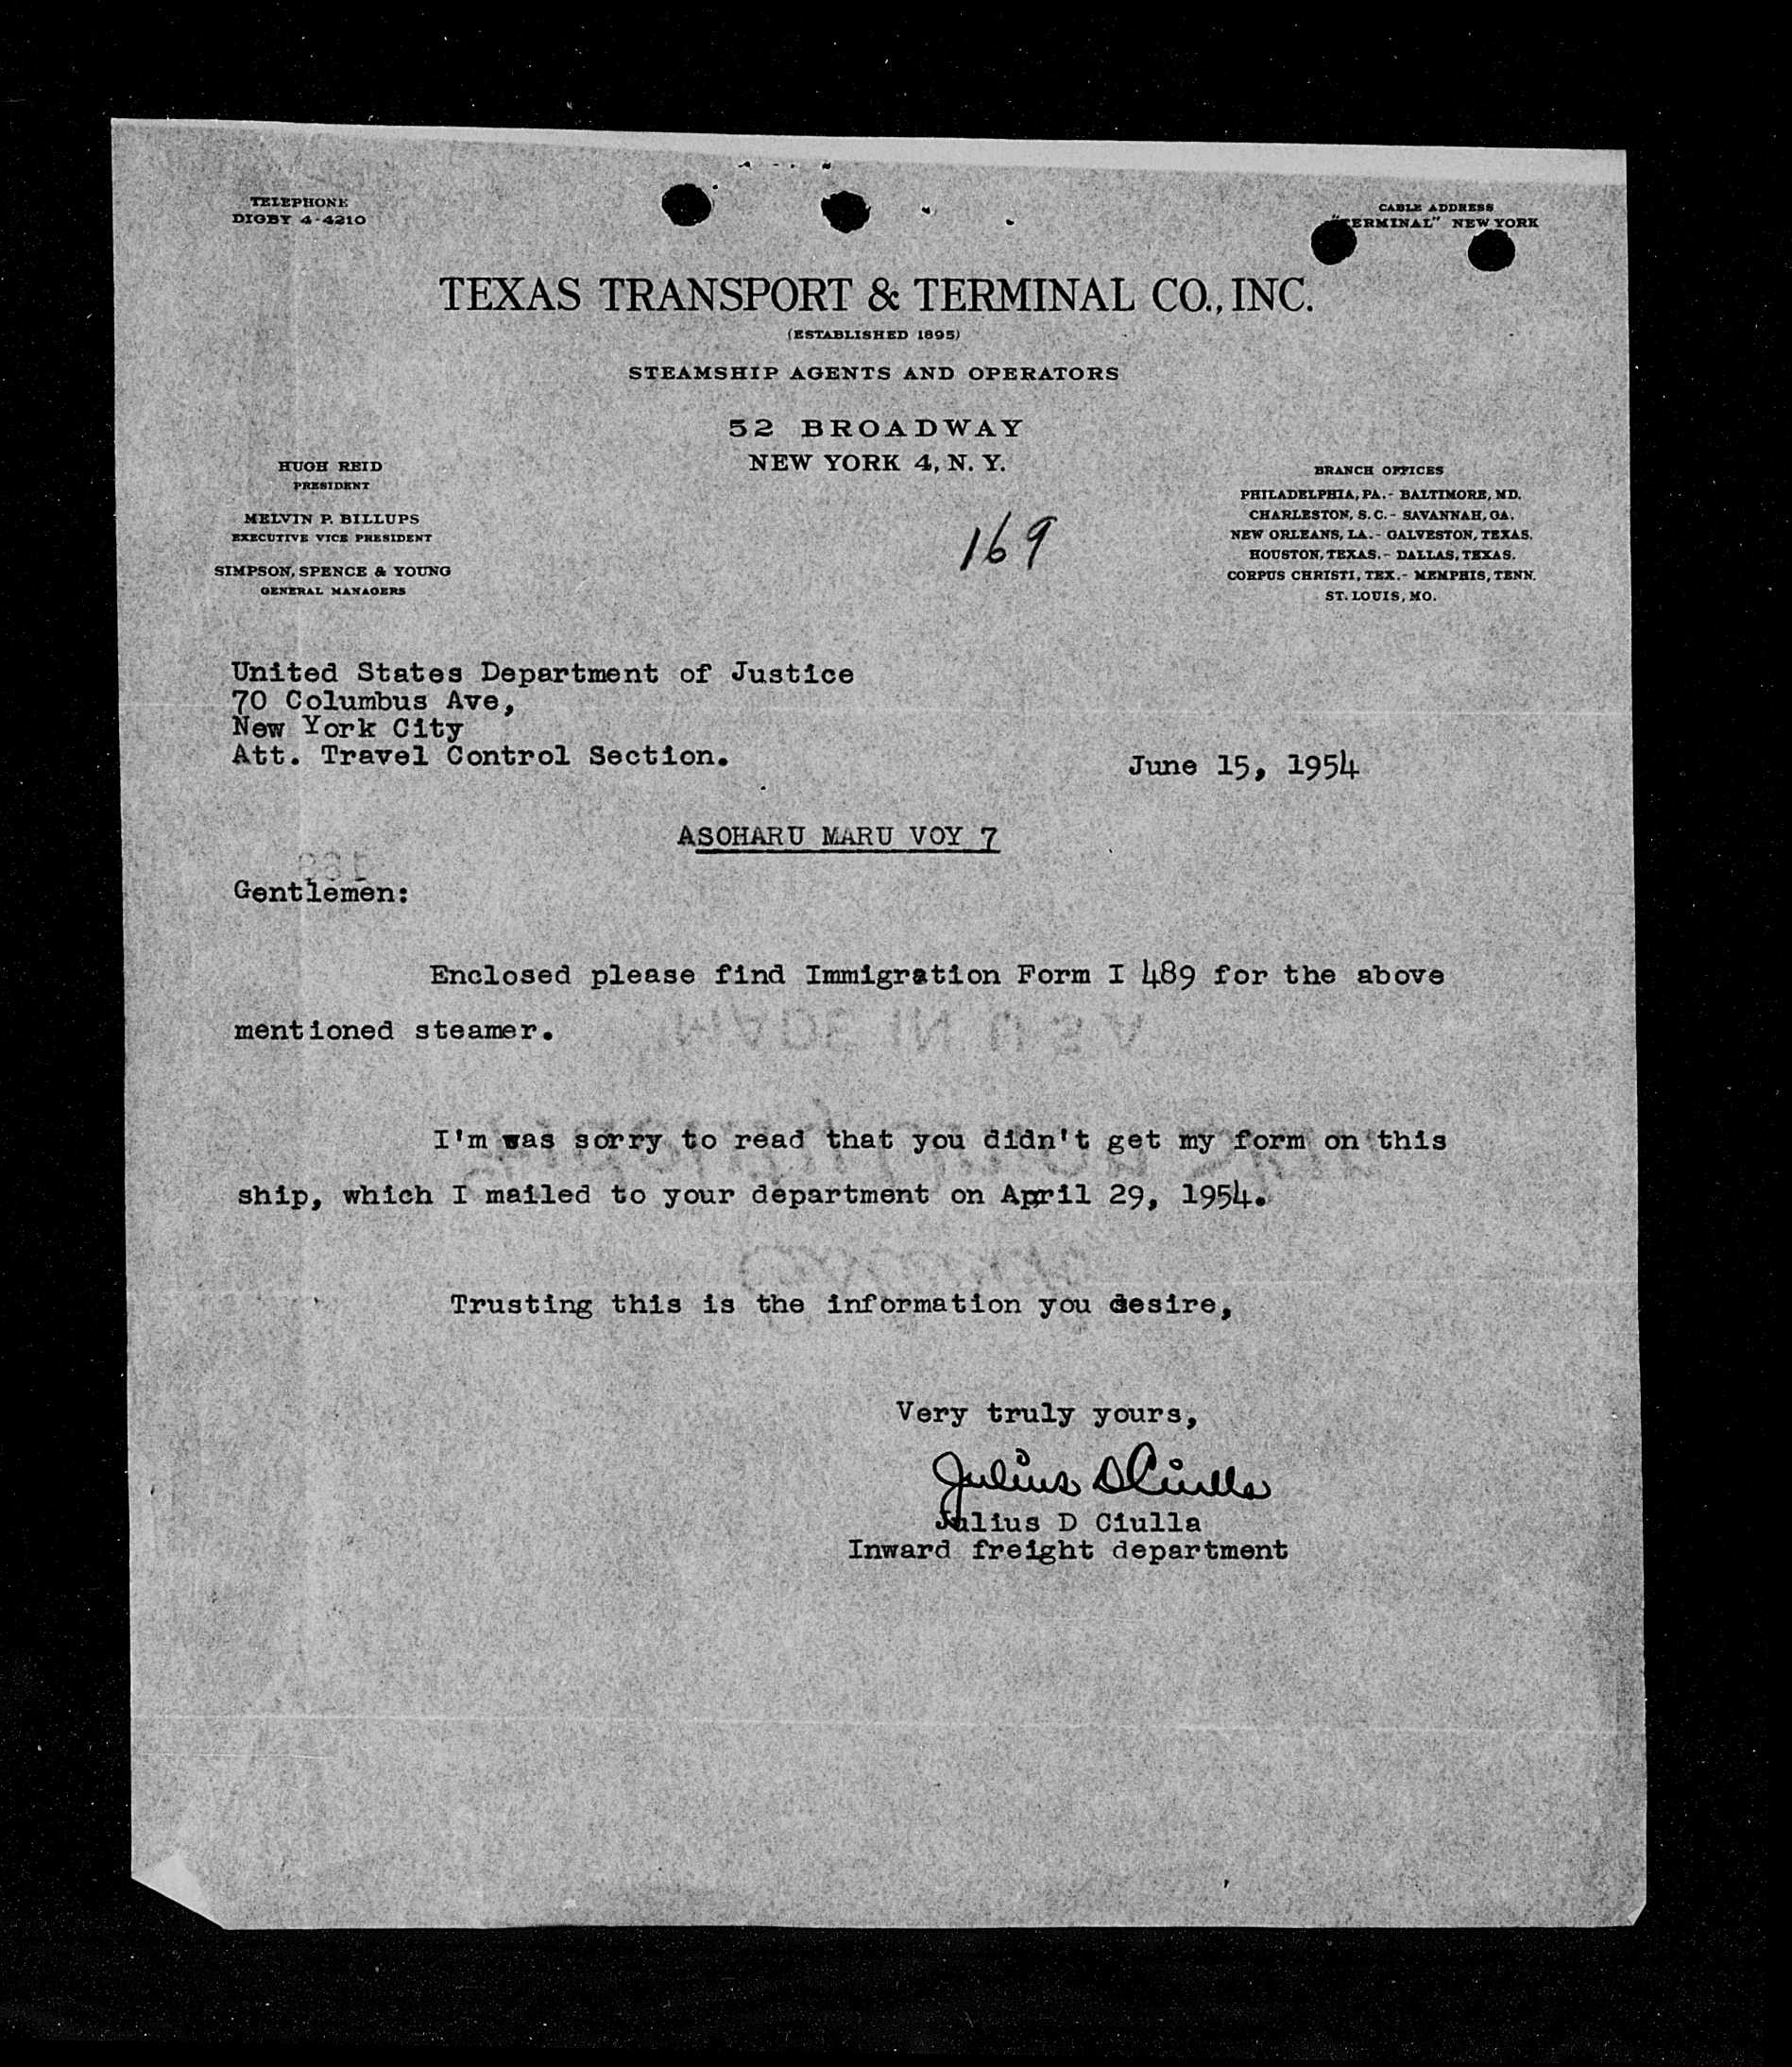 TELEPHONE
DIGBY 4-4210
CABLE ADDRESS
"TERMINAL" NEW YORK
TEXAS TRANSPORT & TERMINAL CO., INC.
(ESTABLISHED 1895)
STEAMSHIP AGENTS AND OPERATORS
52 BROADWAY
NEW YORK 4, N. Y.
HUGH REID
PRESIDENT
MELVIN P. BILLUPS
EXECUTIVE VICE PRESIDENT
SIMPSON, SPENCE & YOUNG
GENERAL MANAGERS
BRANCH OFFICES
PHILADELPHIA, PA.- BALTIMORE, MD.
CHARLESTON, S. C.- SAVANNAH, GA.
NEW ORLEANS, LA.- GALVESTON, TEXAS.
HOUSTON, TEXAS.- DALLAS, TEXAS.
CORPUS CHRISTI, TEX.- MEMPHIS, TENN.
ST. LOUIS, MO.
169
United States Department of Justice
70 Columbus Ave,
New York City
Att. Travel Control Section.
June 15, 1954
ASOHARU MARU VOY 7
Gentlemen:
Enclosed please find Immigration Form I 489 for the above
mentioned steamer.
MADE IN U S A
I'm was sorry to read that you didn't get my form on this
ship, which I mailed to your department on April 29, 1954.
Trusting this is the information you desire,
Very truly yours,
Julius D Ciulla
Julius D Ciulla
Inward freight department